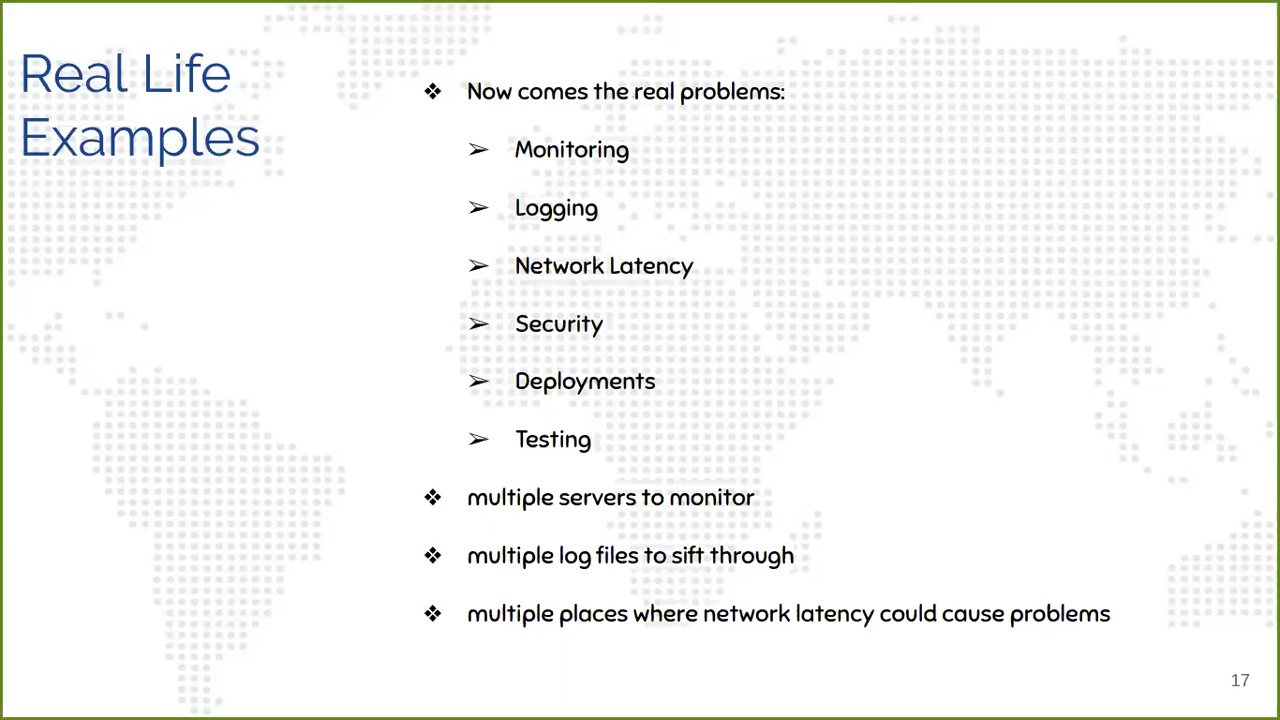 Real Life
Examples
❖ Now comes the real problems:
➢ Monitoring
➢ Logging
➢ Network Latency
➢ Security
➢ Deployments
➢ Testing
❖ multiple servers to monitor
❖ multiple log files to sift through
❖ multiple places where network latency could cause problems
17